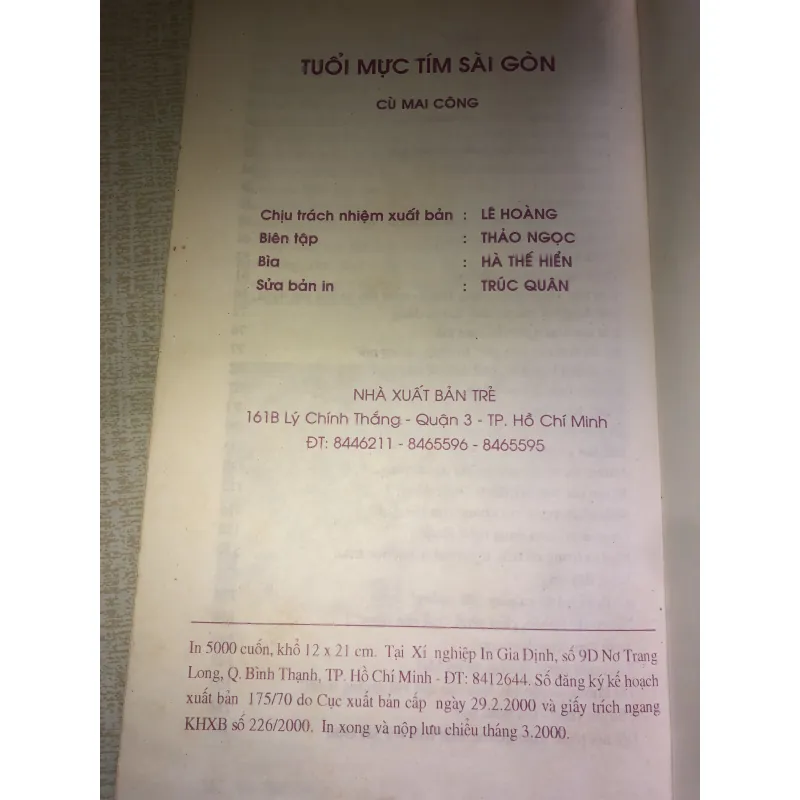 TUỔI MỰC TÍM SÀI GÒN
CÙ MAI CÔNG
Chịu trách nhiệm xuất bản : LÊ HOÀNG
Biên tập : THẢO NGỌC
Bìa : HÀ THẾ HIỂN
Sửa bản in : TRÚC QUÂN
NHÀ XUẤT BẢN TRẺ
161B Lý Chính Thắng - Quận 3 - TP. Hồ Chí Minh
ĐT: 8446211 - 8465596 - 8465595
In 5000 cuốn, khổ 12 x 21 cm. Tại Xí nghiệp In Gia Định, số 9D Nơ Trang
Long, Q. Bình Thạnh, TP. Hồ Chí Minh - ĐT: 8412644. Số đăng ký kế hoạch
xuất bản 175/70 do Cục xuất bản cấp ngày 29.2.2000 và giấy trích ngang
KHXB số 226/2000. In xong và nộp lưu chiểu tháng 3.2000.